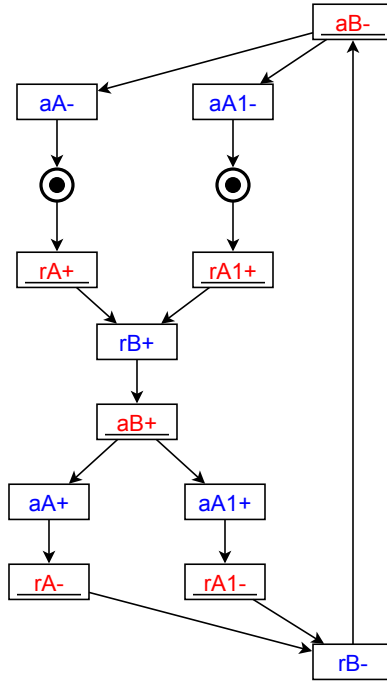 aB-
aA-
aA1-
rA+
rA1+
rB+
aB+
aA+
aA1+
rA-
rA1-
rB-